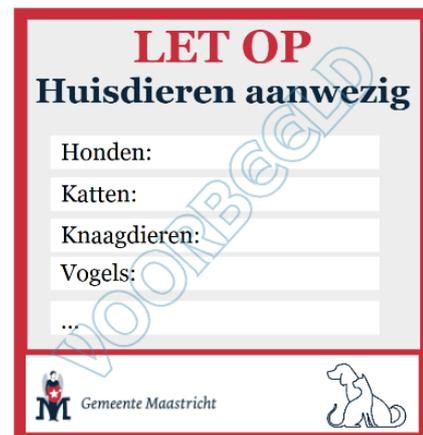 LET OP
Huisdieren aanwezig
Honden:
Katten:
Knaagdieren:
Vogels:
...
VOORBEELD
Gemeente Maastricht